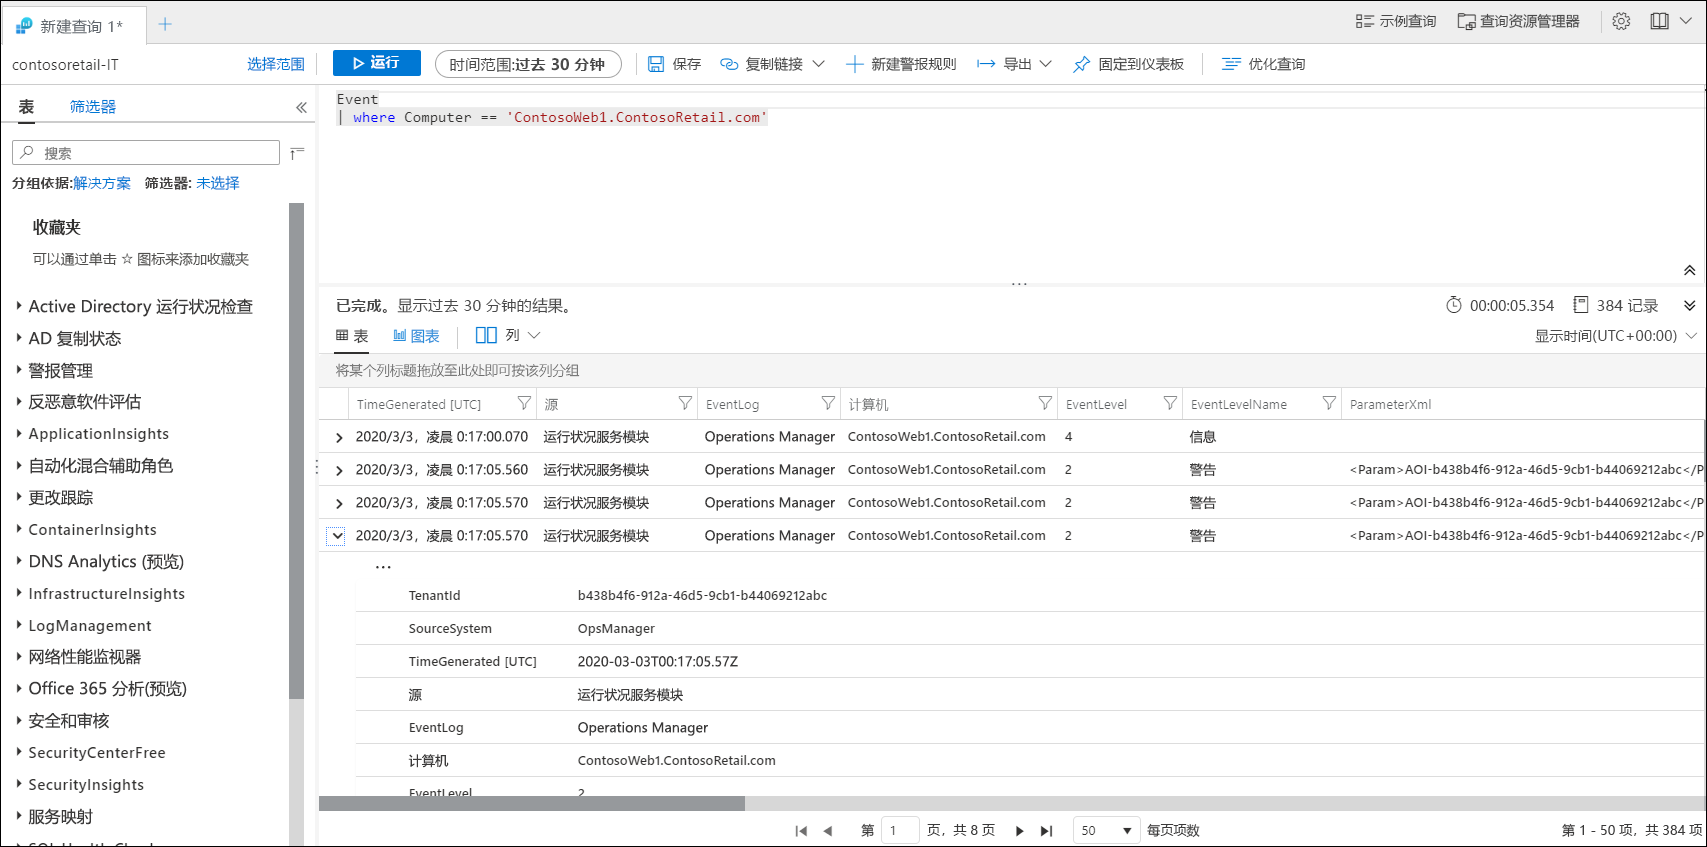 新建查询 1*
示例查询 查询资源管理器
contosoretail-IT 选择范围 运行 时间范围:过去 30 分钟 保存 复制链接 新建警报规则 导出 固定到仪表板 优化查询
表 筛选器
搜索
分组依据:解决方案 筛选器: 未选择
收藏夹
可以通过单击 ☆ 图标来添加收藏夹
Active Directory 运行状况检查
AD 复制状态
警报管理
反恶意软件评估
ApplicationInsights
自动化混合辅助角色
更改跟踪
ContainerInsights
DNS Analytics (预览)
InfrastructureInsights
LogManagement
网络性能监视器
Office 365 分析(预览)
安全和审核
SecurityCenterFree
SecurityInsights
服务映射
Event
| where Computer == 'ContosoWeb1.ContosoRetail.com'
已完成。显示过去 30 分钟的结果。 00:00:05.354 384 记录
表 图表 列 显示时间(UTC+00:00)
将某个列标题拖放至此处即可按该列分组
TimeGenerated [UTC] 源 EventLog 计算机 EventLevel EventLevelName ParameterXml
2020/3/3，凌晨 0:17:00.070 运行状况服务模块 Operations Manager ContosoWeb1.ContosoRetail.com 4 信息
2020/3/3，凌晨 0:17:05.560 运行状况服务模块 Operations Manager ContosoWeb1.ContosoRetail.com 2 警告 <Param>AOI-b438b4f6-912a-46d5-9cb1-b44069212abc</P
2020/3/3，凌晨 0:17:05.570 运行状况服务模块 Operations Manager ContosoWeb1.ContosoRetail.com 2 警告 <Param>AOI-b438b4f6-912a-46d5-9cb1-b44069212abc</P
2020/3/3，凌晨 0:17:05.570 运行状况服务模块 Operations Manager ContosoWeb1.ContosoRetail.com 2 警告 <Param>AOI-b438b4f6-912a-46d5-9cb1-b44069212abc</P
...
TenantId b438b4f6-912a-46d5-9cb1-b44069212abc
SourceSystem OpsManager
TimeGenerated [UTC] 2020-03-03T00:17:05.57Z
源 运行状况服务模块
EventLog Operations Manager
计算机 ContosoWeb1.ContosoRetail.com
EventLevel 2
第 1 页，共 8 页 50 每页项数 第 1 - 50 项，共 384 项